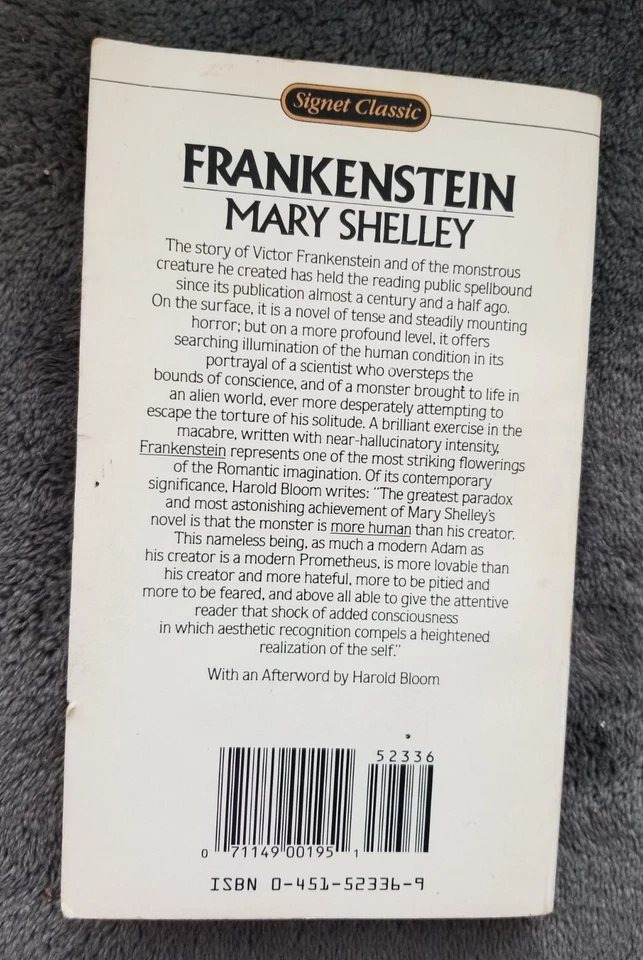 Signet Classic
FRANKENSTEIN
MARY SHELLEY
The story of Victor Frankenstein and of the monstrous
creature he created has held the reading public spellbound
since its publication almost a century and a half ago.
On the surface, it is a novel of tense and steadily mounting
horror; but on a more profound level, it offers
searching illumination of the human condition in its
portrayal of a scientist who oversteps the
bounds of conscience, and of a monster brought to life in
an alien world, ever more desperately attempting to
escape the torture of his solitude. A brilliant exercise in the
macabre, written with near-hallucinatory intensity,
Frankenstein represents one of the most striking flowerings
of the Romantic imagination. Of its contemporary
significance, Harold Bloom writes: "The greatest paradox
and most astonishing achievement of Mary Shelley's
novel is that the monster is more human than his creator.
This nameless being, as much a modern Adam as
his creator is a modern Prometheus, is more lovable than
his creator and more hateful, more to be pitied and
more to be feared, and above all able to give the attentive
reader that shock of added consciousness
in which aesthetic recognition compels a heightened
realization of the self."
With an Afterword by Harold Bloom
52336
0 71149 00195 1
ISBN 0-451-52336-9